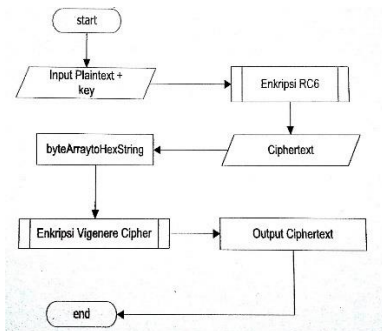 start
Input Plaintext +
key
Enkripsi RC6
Ciphertext
byteArraytoHexString
Enkripsi Vigenere Cipher
Output Ciphertext
end